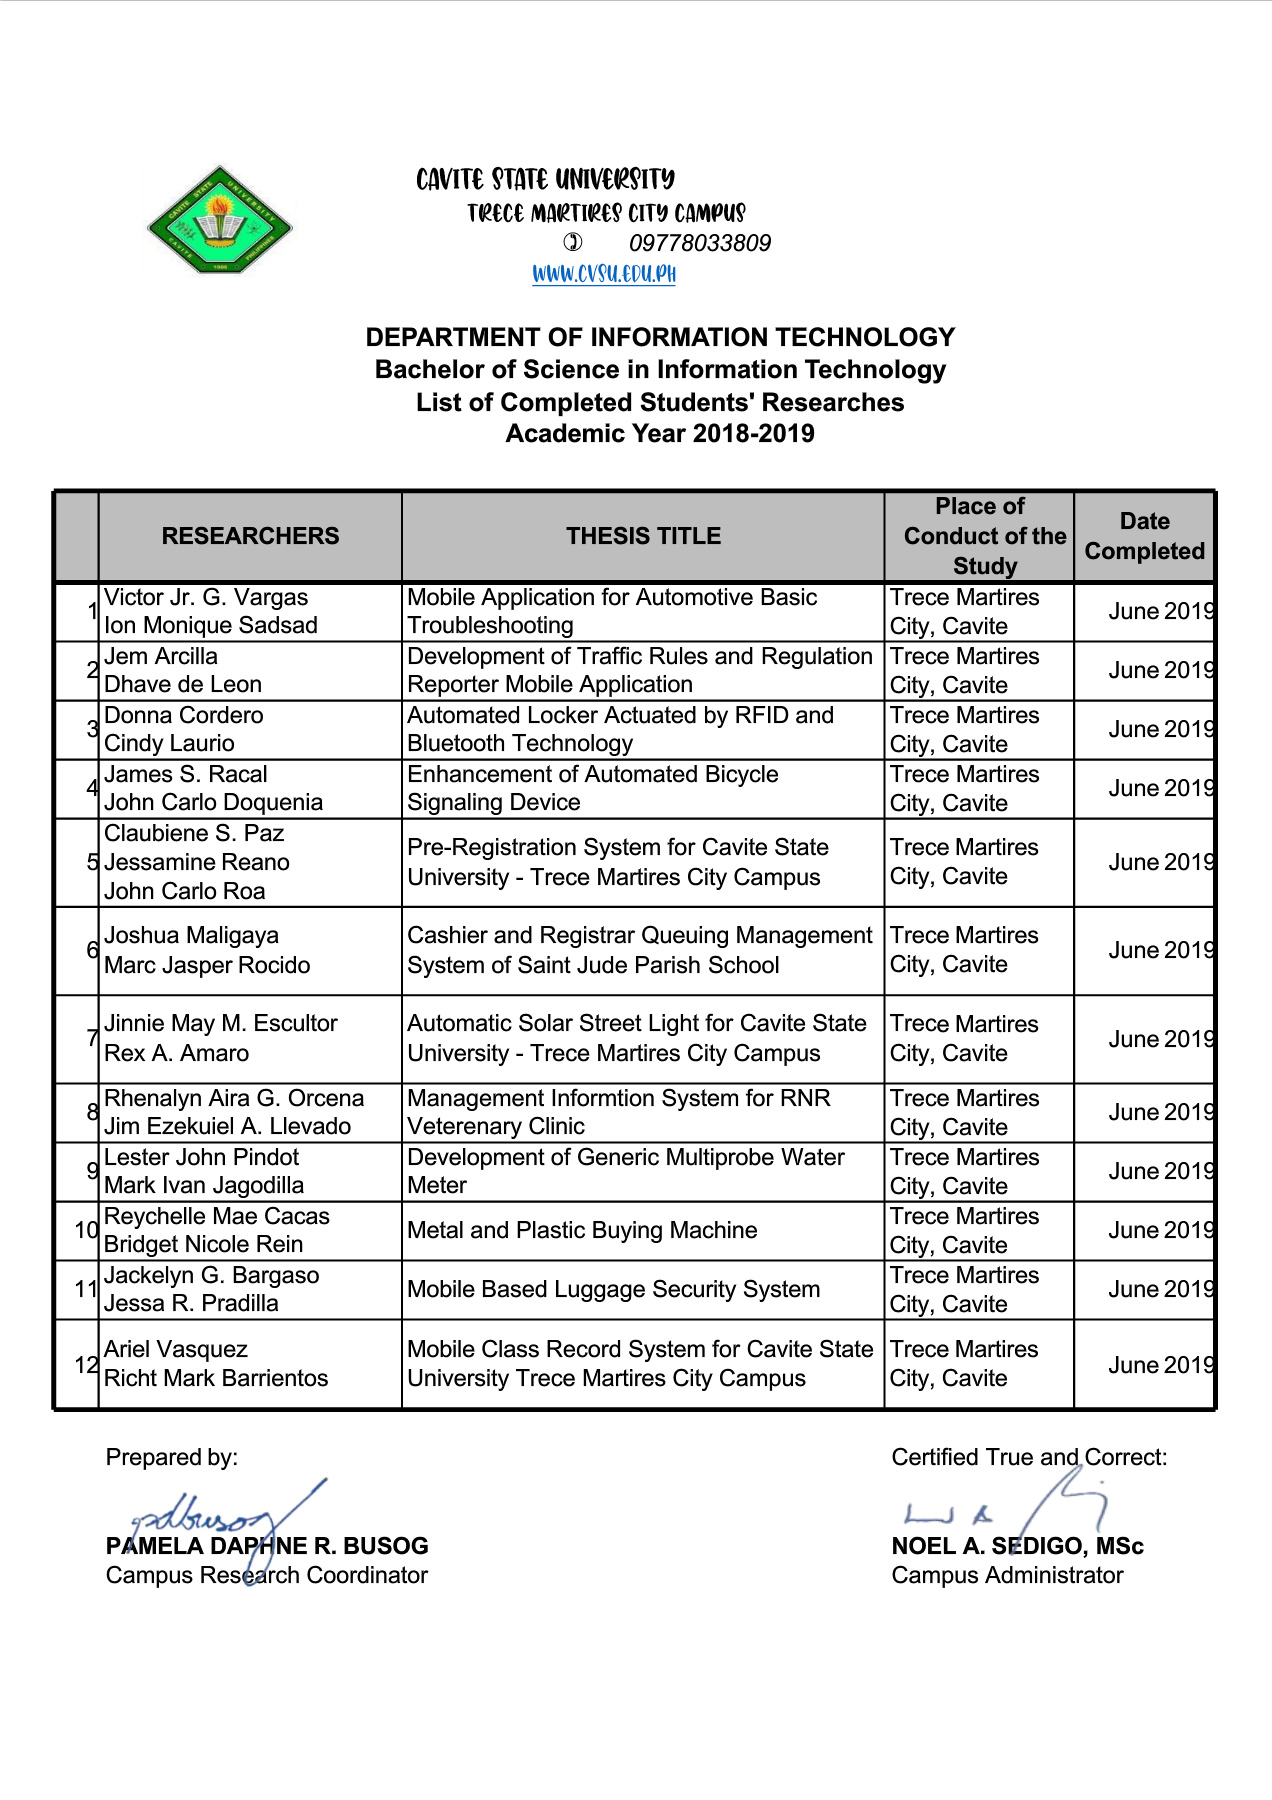 CAVITE STATE UNIVERSITY
CAVITE PHILIPPINES
1906
CAVITE STATE UNIVERSITY
TRECE MARTIRES CITY CAMPUS
✆ 09778033809
WWW.CVSU.EDU.PH
DEPARTMENT OF INFORMATION TECHNOLOGY
Bachelor of Science in Information Technology
List of Completed Students' Researches
Academic Year 2018-2019
RESEARCHERS
THESIS TITLE
Place of
Conduct of the
Study
Date
Completed
1
Victor Jr. G. Vargas
Ion Monique Sadsad
Mobile Application for Automotive Basic
Troubleshooting
Trece Martires
City, Cavite
June 2019
2
Jem Arcilla
Dhave de Leon
Development of Traffic Rules and Regulation
Reporter Mobile Application
Trece Martires
City, Cavite
June 2019
3
Donna Cordero
Cindy Laurio
Automated Locker Actuated by RFID and
Bluetooth Technology
Trece Martires
City, Cavite
June 2019
4
James S. Racal
John Carlo Doquenia
Enhancement of Automated Bicycle
Signaling Device
Trece Martires
City, Cavite
June 2019
5
Claubiene S. Paz
Jessamine Reano
John Carlo Roa
Pre-Registration System for Cavite State
University - Trece Martires City Campus
Trece Martires
City, Cavite
June 2019
6
Joshua Maligaya
Marc Jasper Rocido
Cashier and Registrar Queuing Management
System of Saint Jude Parish School
Trece Martires
City, Cavite
June 2019
7
Jinnie May M. Escultor
Rex A. Amaro
Automatic Solar Street Light for Cavite State
University - Trece Martires City Campus
Trece Martires
City, Cavite
June 2019
8
Rhenalyn Aira G. Orcena
Jim Ezekuiel A. Llevado
Management Informtion System for RNR
Veterenary Clinic
Trece Martires
City, Cavite
June 2019
9
Lester John Pindot
Mark Ivan Jagodilla
Development of Generic Multiprobe Water
Meter
Trece Martires
City, Cavite
June 2019
10
Reychelle Mae Cacas
Bridget Nicole Rein
Metal and Plastic Buying Machine
Trece Martires
City, Cavite
June 2019
11
Jackelyn G. Bargaso
Jessa R. Pradilla
Mobile Based Luggage Security System
Trece Martires
City, Cavite
June 2019
12
Ariel Vasquez
Richt Mark Barrientos
Mobile Class Record System for Cavite State
University Trece Martires City Campus
Trece Martires
City, Cavite
June 2019
Prepared by:
pdbusog
PAMELA DAPHNE R. BUSOG
Campus Research Coordinator
Certified True and Correct:
NOEL A. SEDIGO, MSc
Campus Administrator